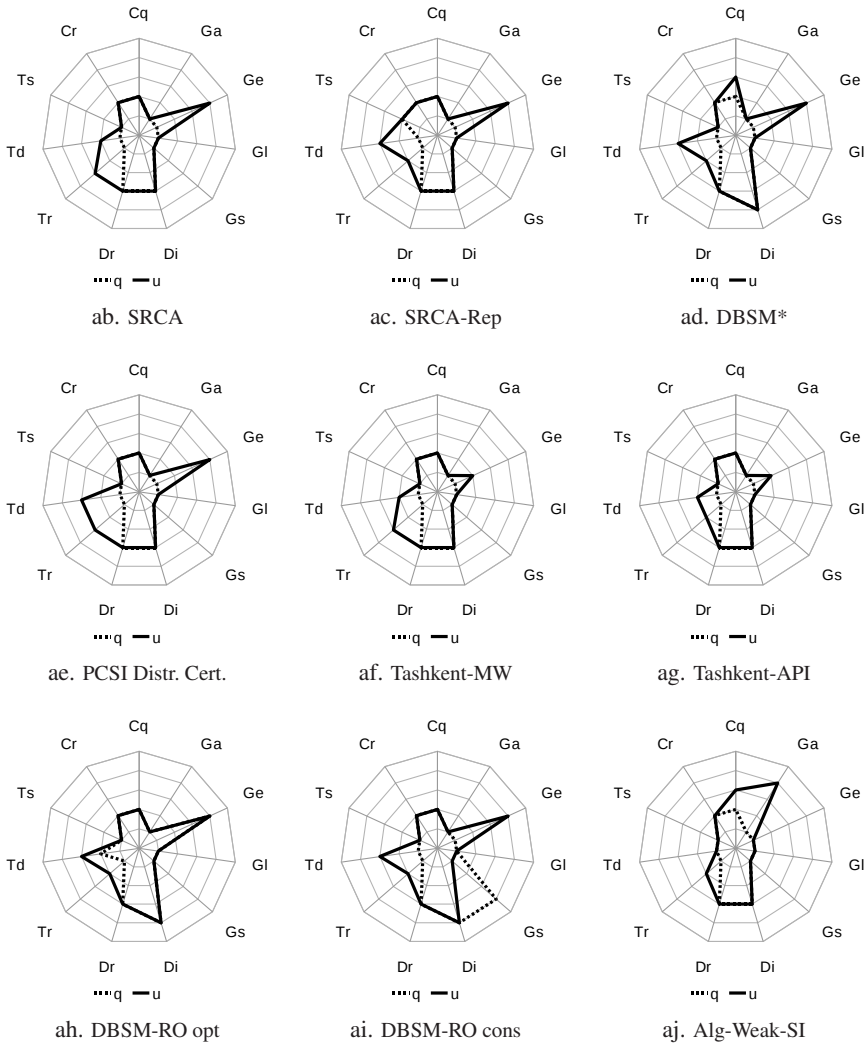 Cq Cq Cq
Cr Ga Cr Ga Cr Ga
Ts Ge Ts Ge Ts Ge
Td Gl Td Gl Td Gl
Tr Gs Tr Gs Tr Gs
Dr Di Dr Di Dr Di
q u q u q u
ab. SRCA ac. SRCA-Rep ad. DBSM*
Cq Cq Cq
Cr Ga Cr Ga Cr Ga
Ts Ge Ts Ge Ts Ge
Td Gl Td Gl Td Gl
Tr Gs Tr Gs Tr Gs
Dr Di Dr Di Dr Di
q u q u q u
ae. PCSI Distr. Cert. af. Tashkent-MW ag. Tashkent-API
Cq Cq Cq
Cr Ga Cr Ga Cr Ga
Ts Ge Ts Ge Ts Ge
Td Gl Td Gl Td Gl
Tr Gs Tr Gs Tr Gs
Dr Di Dr Di Dr Di
q u q u q u
ah. DBSM-RO opt ai. DBSM-RO cons aj. Alg-Weak-SI